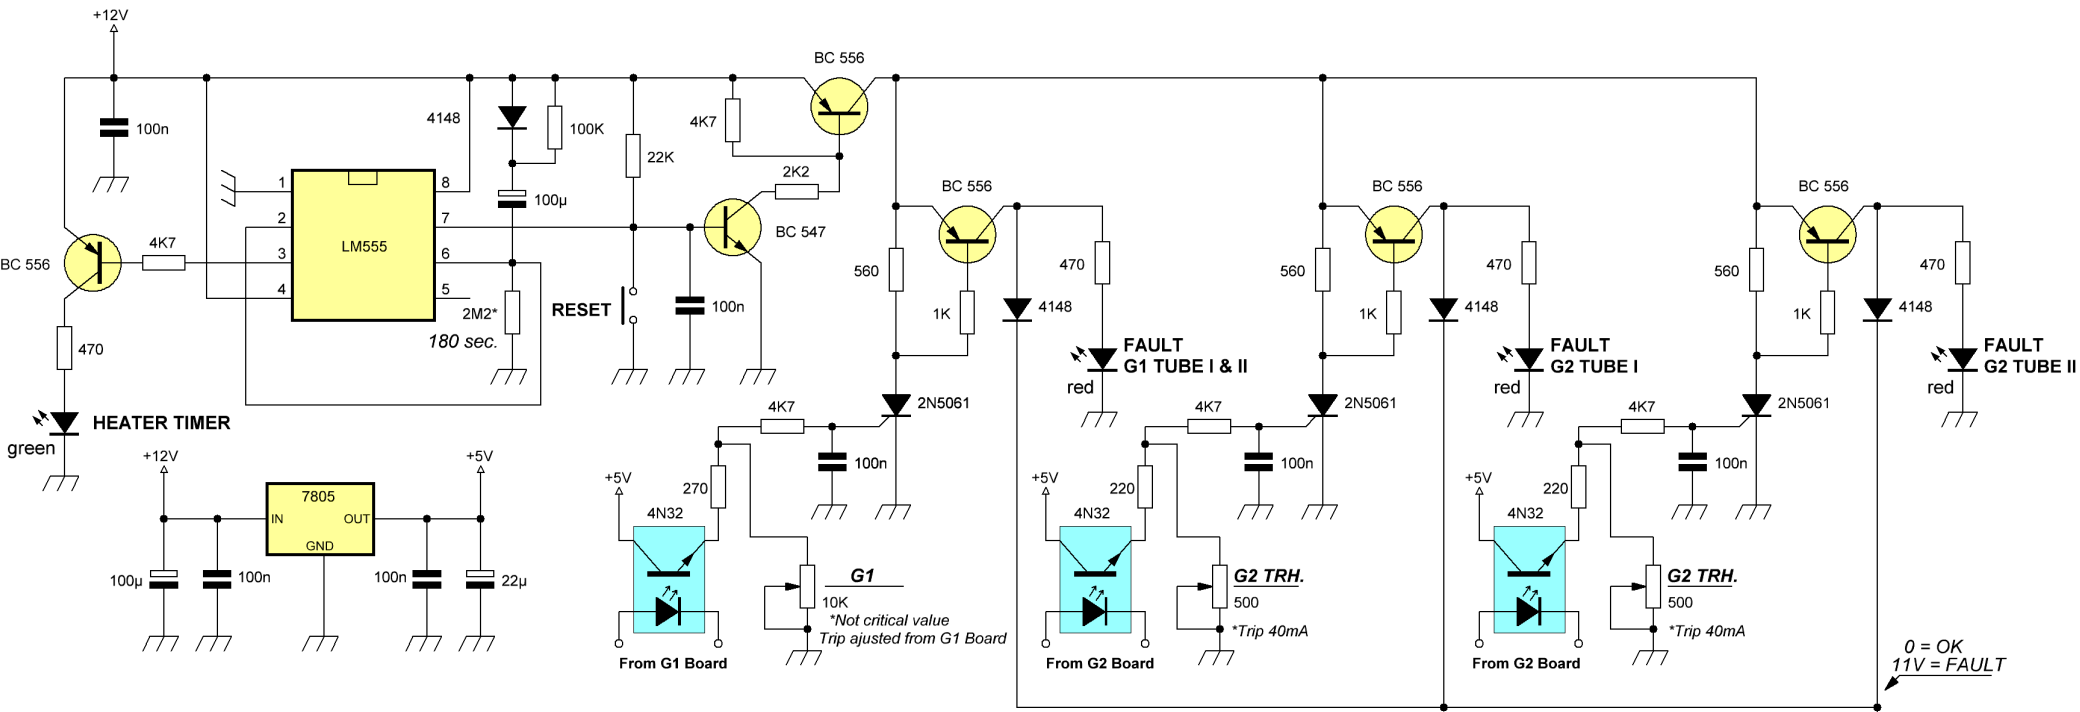 +12V
BC 556
4148
100K
4K7
100n
22K
2K2
1
8
100µ
BC 556
BC 556
BC 556
2
7
BC 547
LM555
4K7
3
6
BC 556
560
470
560
470
560
470
4
5
RESET
100n
2M2*
1K
4148
1K
4148
1K
4148
180 sec.
470
FAULT
G1 TUBE I & II
red
FAULT
G2 TUBE I
red
FAULT
G2 TUBE II
red
HEATER TIMER
green
4K7
2N5061
4K7
2N5061
4K7
2N5061
+12V
+5V
100n
100n
100n
+5V
270
+5V
220
+5V
220
7805
IN
OUT
GND
4N32
4N32
4N32
100µ
100n
100n
22µ
G1
10K
*Not critical value
Trip ajusted from G1 Board
G2 TRH.
500
*Trip 40mA
G2 TRH.
500
*Trip 40mA
From G1 Board
From G2 Board
From G2 Board
0 = OK
11V = FAULT